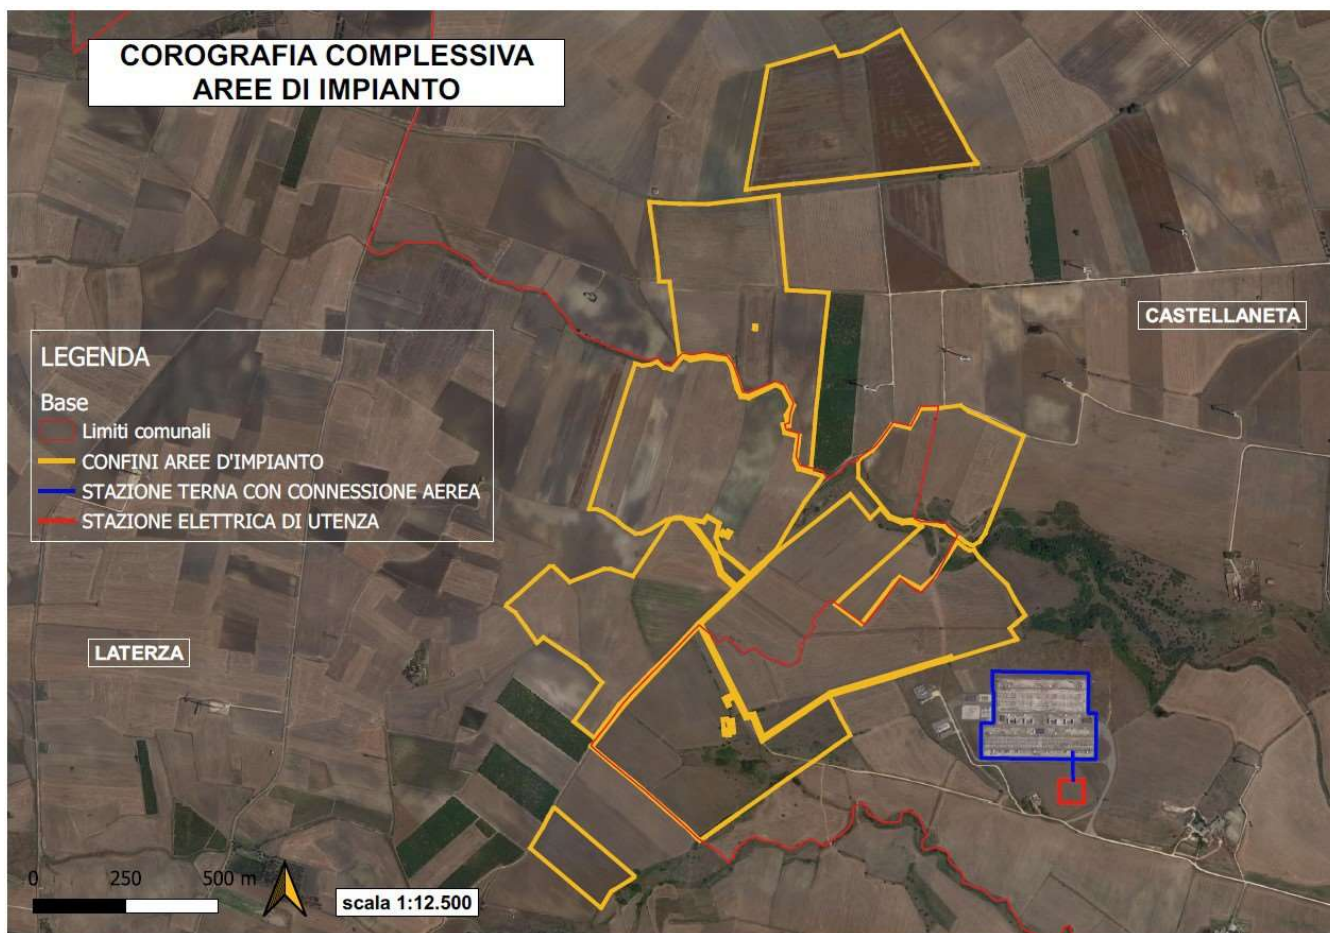 COROGRAFIA COMPLESSIVA
AREE DI IMPIANTO
CASTELLANETA
LEGENDA
Base
Limiti comunali
CONFINI AREE D'IMPIANTO
STAZIONE TERNA CON CONNESSIONE AEREA
STAZIONE ELETTRICA DI UTENZA
LATERZA
0 250 500 m
scala 1:12.500